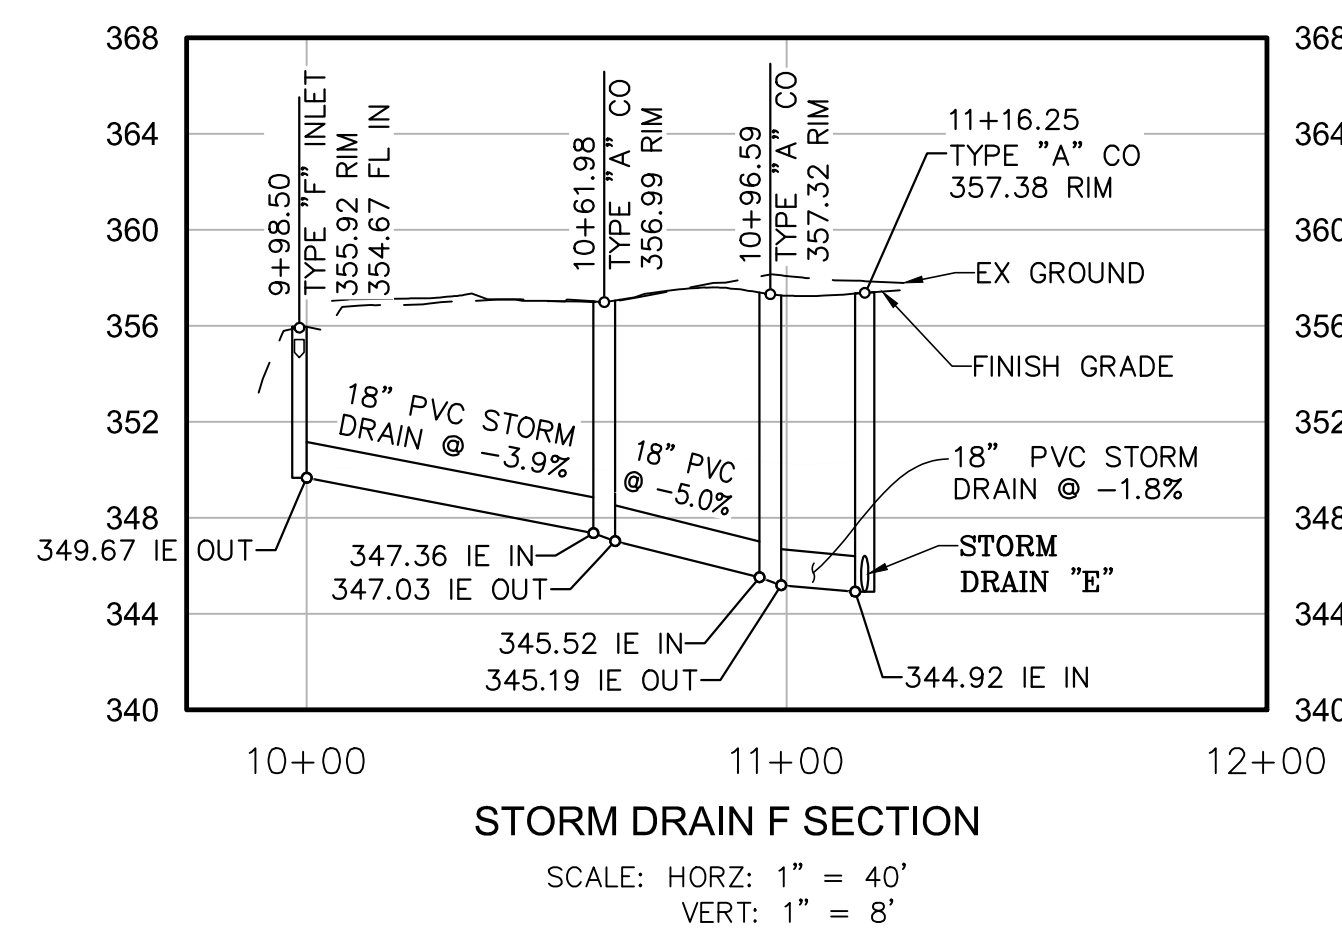 368
364
360
356
352
348
344
340
368
364
360
356
352
348
344
340
9+98.50
TYPE "F" INLET
355.92 RIM
354.67 FL IN
10+61.98
TYPE "A" CO
356.99 RIM
10+96.59
TYPE "A" CO
357.32 RIM
11+16.25
TYPE "A" CO
357.38 RIM
EX GROUND
FINISH GRADE
18" PVC STORM
DRAIN @ -3.9%
18" PVC
@ -5.0%
18" PVC STORM
DRAIN @ -1.8%
STORM
DRAIN "E"
349.67 IE OUT
347.36 IE IN
347.03 IE OUT
345.52 IE IN
345.19 IE OUT
344.92 IE IN
10+00
11+00
12+00
STORM DRAIN F SECTION
SCALE: HORZ: 1" = 40'
VERT: 1" = 8'